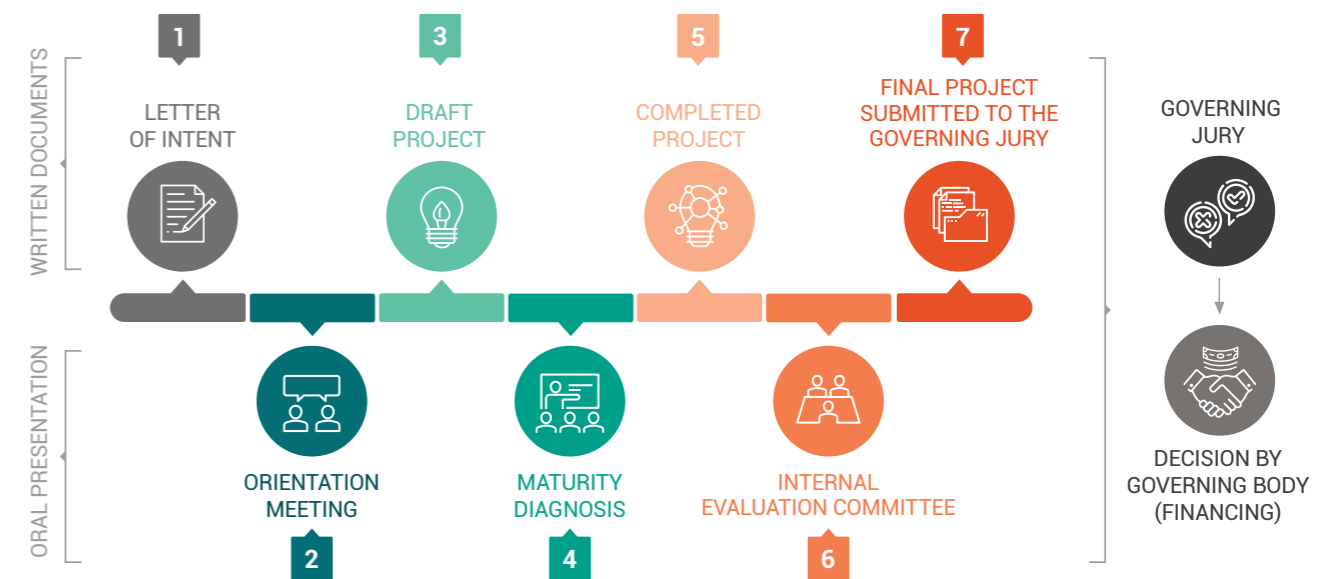 WRITTEN DOCUMENTS
1
LETTER
OF INTENT
3
DRAFT
PROJECT
5
COMPLETED
PROJECT
7
FINAL PROJECT
SUBMITTED TO THE
GOVERNING JURY
ORAL PRESENTATION
ORIENTATION
MEETING
2
MATURITY
DIAGNOSIS
4
INTERNAL
EVALUATION COMMITTEE
6
GOVERNING
JURY
DECISION BY
GOVERNING BODY
(FINANCING)